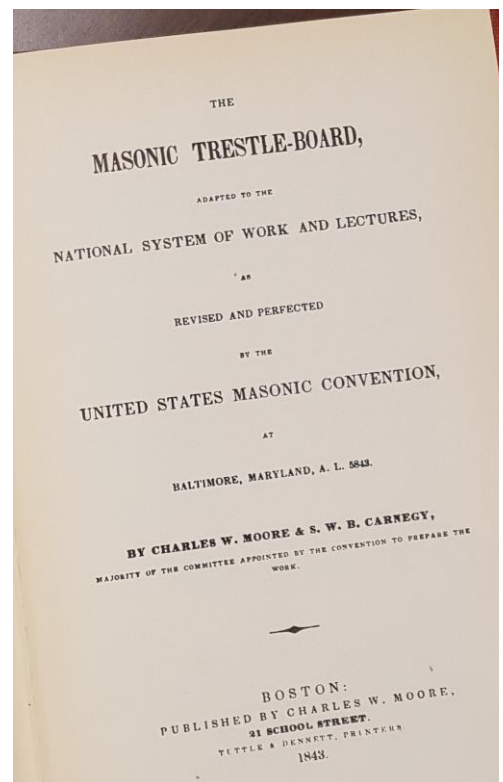 THE
MASONIC TRESTLE-BOARD,
ADAPTED TO THE
NATIONAL SYSTEM OF WORK AND LECTURES,
AS
REVISED AND PERFECTED
BY THE
UNITED STATES MASONIC CONVENTION,
AT
BALTIMORE, MARYLAND, A. L. 5843.
BY CHARLES W. MOORE & S. W. B. CARNEGY,
MAJORITY OF THE COMMITTEE APPOINTED BY THE CONVENTION TO PREPARE THE
WORK.
BOSTON:
PUBLISHED BY CHARLES W. MOORE,
21 SCHOOL STREET.
TUTTLE & DENNETT, PRINTERS
1843.